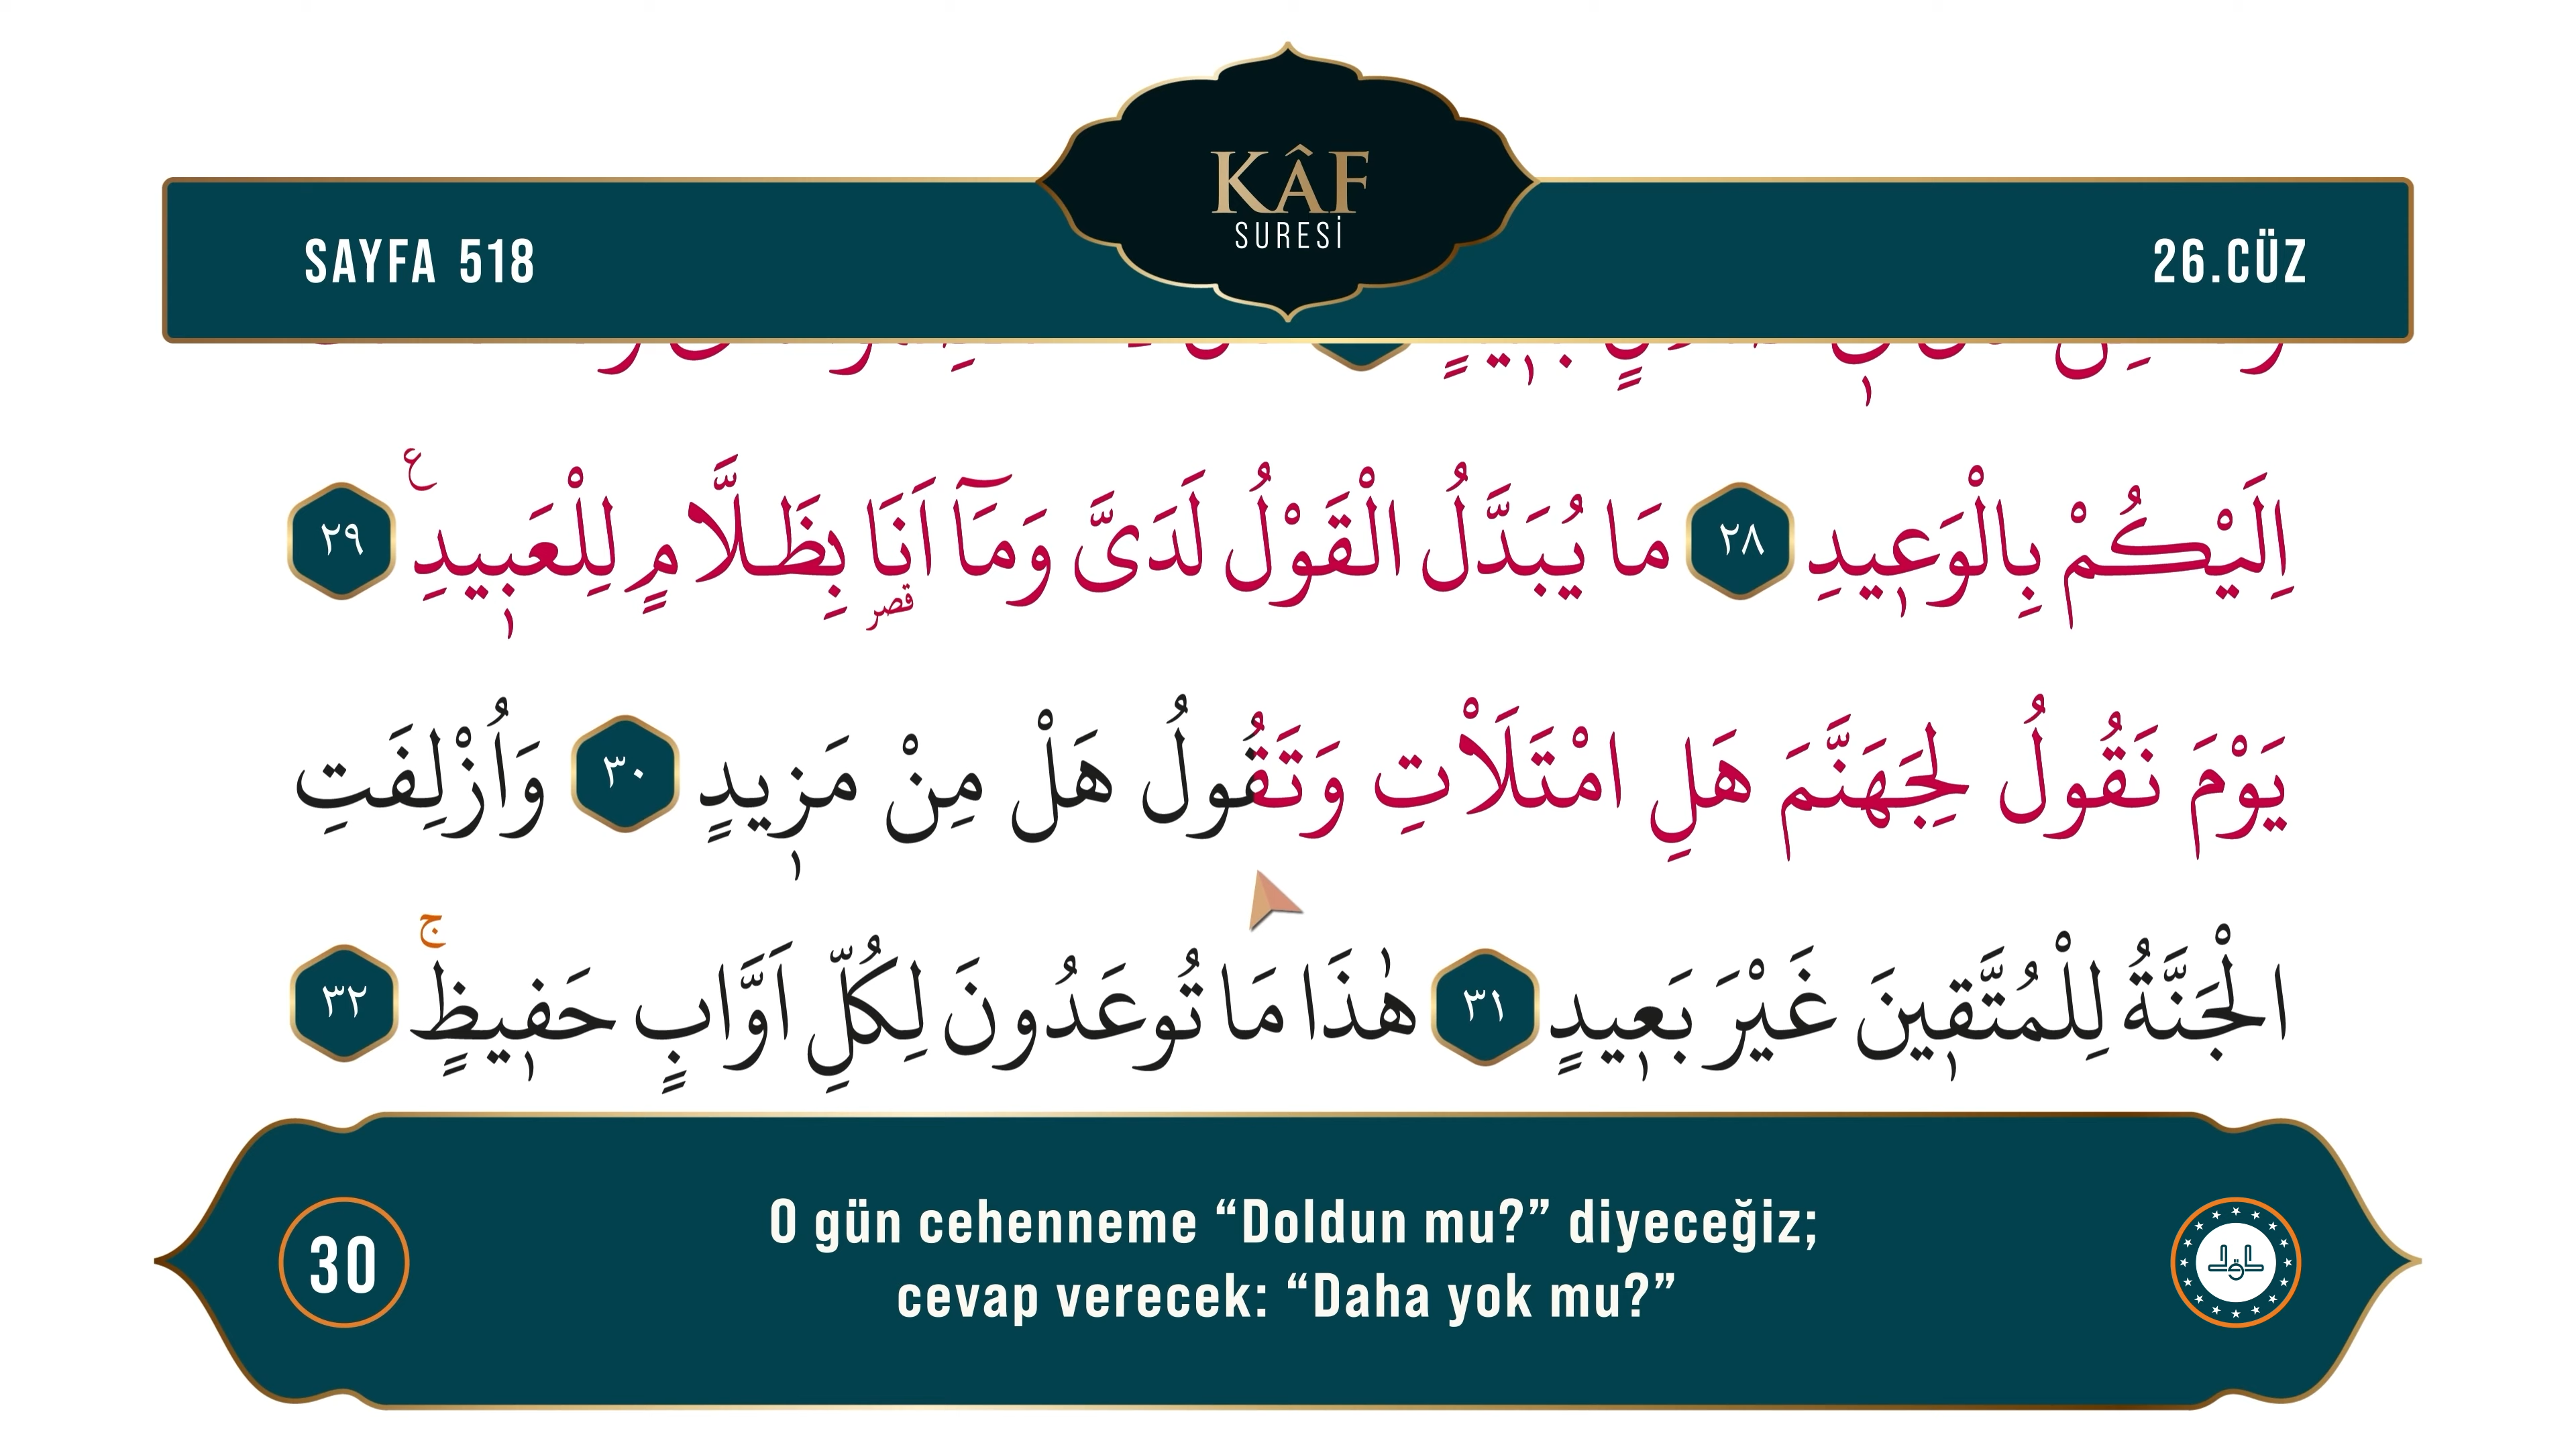 KÂF
SURESİ
SAYFA 518
26.CÜZ
اِلَيْكُمْ بِالْوَعٖيدِ ٢٨ مَا يُبَدَّلُ الْقَوْلُ لَدَىَّ وَمَٓا اَنَا۬ بِظَـلَّامٍ لِلْعَبٖيدِ ع ٢٩
قصر
يَوْمَ نَقُولُ لِجَهَنَّمَ هَلِ امْتَلَاْتِ وَتَقُولُ هَلْ مِنْ مَزٖيدٍ ٣٠ وَاُزْلِفَتِ
الْجَنَّةُ لِلْمُتَّقٖينَ غَيْرَ بَعٖيدٍ ٣١ هٰذَا مَا تُوعَدُونَ لِكُلِّ اَوَّابٍ حَفٖيظٍۚ ٣٢
30
O gün cehenneme “Doldun mu?” diyeceğiz;
cevap verecek: “Daha yok mu?”